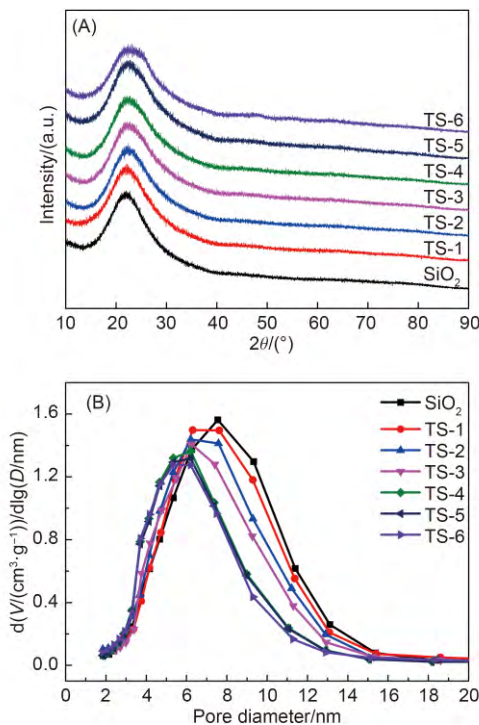 (A)
Intensity/(a.u.)
TS-6
TS-5
TS-4
TS-3
TS-2
TS-1
SiO₂
10 20 30 40 50 60 70 80 90
2θ/(°)
(B)
d(V/(cm³·g⁻¹))/dlg(D/nm)
SiO₂
TS-1
TS-2
TS-3
TS-4
TS-5
TS-6
1.6
1.2
0.8
0.4
0.0
0 2 4 6 8 10 12 14 16 18 20
Pore diameter/nm